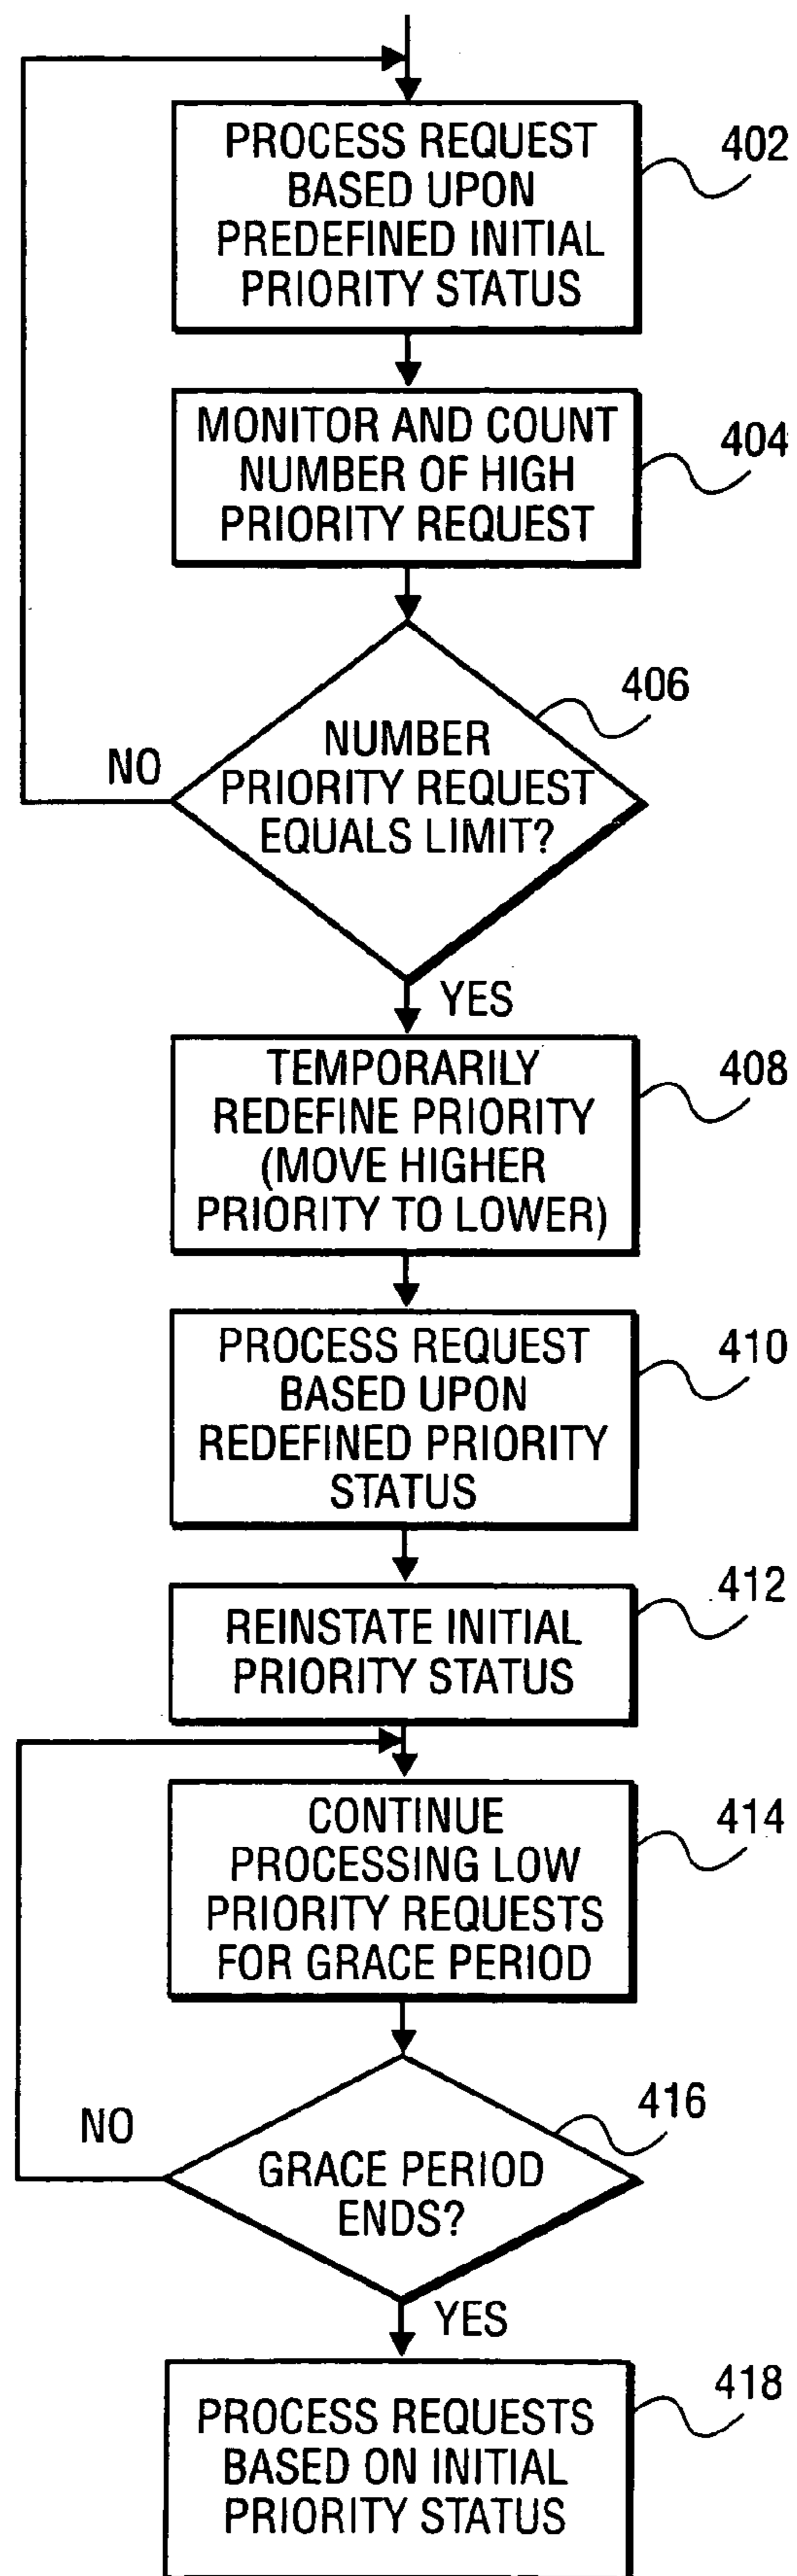 PROCESS REQUEST
BASED UPON
PREDEFINED INITIAL
PRIORITY STATUS
402
MONITOR AND COUNT
NUMBER OF HIGH
PRIORITY REQUEST
404
406
NUMBER
PRIORITY REQUEST
EQUALS LIMIT?
NO
YES
TEMPORARILY
REDEFINE PRIORITY
(MOVE HIGHER
PRIORITY TO LOWER)
408
PROCESS REQUEST
BASED UPON
REDEFINED PRIORITY
STATUS
410
REINSTATE INITIAL
PRIORITY STATUS
412
CONTINUE
PROCESSING LOW
PRIORITY REQUESTS
FOR GRACE PERIOD
414
416
NO
GRACE PERIOD
ENDS?
YES
PROCESS REQUESTS
BASED ON INITIAL
PRIORITY STATUS
418